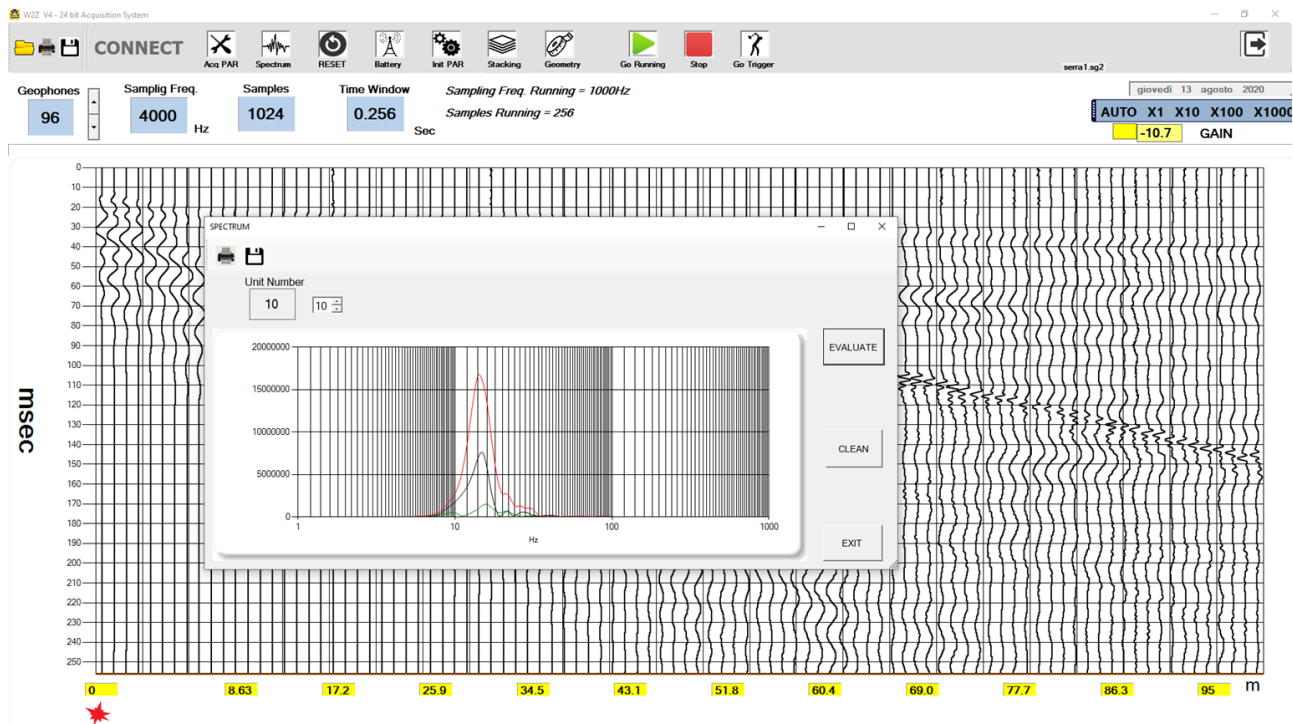 W2Z V4 - 24 bit Acquisition System
CONNECT
Acq PAR
Spectrum
RESET
Battery
Init PAR
Stacking
Geometry
Go Running
Stop
Go Trigger
serra1.sg2
Geophones
Samplig Freq.
Samples
Time Window
Sampling Freq. Running = 1000Hz
giovedì 13 agosto 2020
96
4000
Hz
1024
0.256
Sec
Samples Running = 256
AUTO X1 X10 X100 X1000
-10.7
GAIN
0
10
20
30
40
50
60
70
80
90
100
110
120
130
140
150
160
170
180
190
200
210
220
230
240
250
msec
SPECTRUM
Unit Number
10
10
EVALUATE
CLEAN
EXIT
20000000
15000000
10000000
5000000
0
1
10
100
1000
Hz
0
8.63
17.2
25.9
34.5
43.1
51.8
60.4
69.0
77.7
86.3
95
m